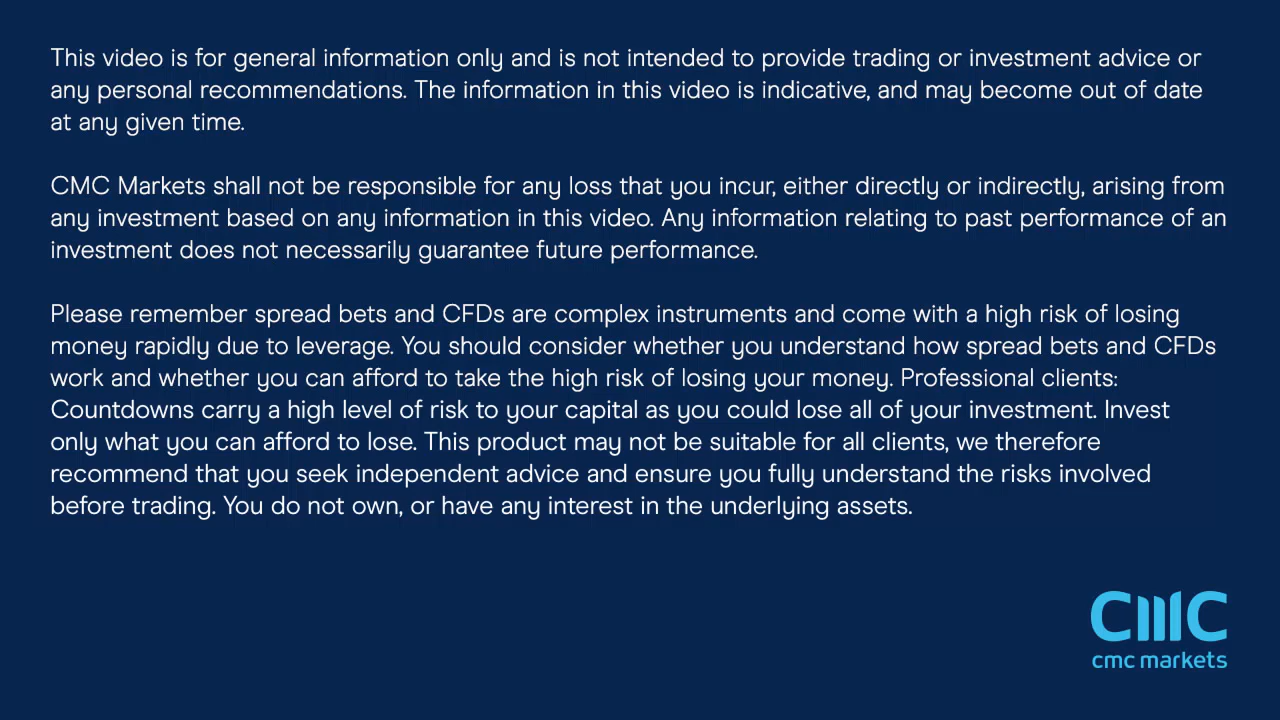 This video is for general information only and is not intended to provide trading or investment advice or
any personal recommendations. The information in this video is indicative, and may become out of date
at any given time.
CMC Markets shall not be responsible for any loss that you incur, either directly or indirectly, arising from
any investment based on any information in this video. Any information relating to past performance of an
investment does not necessarily guarantee future performance.
Please remember spread bets and CFDs are complex instruments and come with a high risk of losing
money rapidly due to leverage. You should consider whether you understand how spread bets and CFDs
work and whether you can afford to take the high risk of losing your money. Professional clients:
Countdowns carry a high level of risk to your capital as you could lose all of your investment. Invest
only what you can afford to lose. This product may not be suitable for all clients, we therefore
recommend that you seek independent advice and ensure you fully understand the risks involved
before trading. You do not own, or have any interest in the underlying assets.
CMC
cmc markets